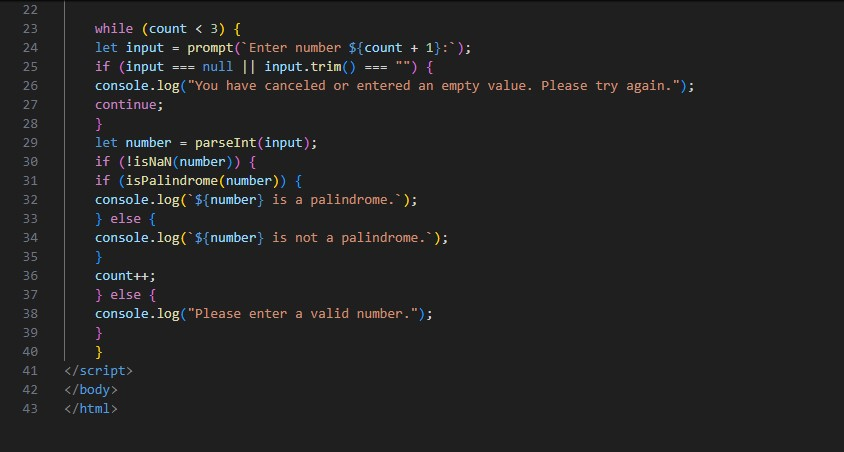 22
23 while (count < 3) {
24 let input = prompt(`Enter number ${count + 1}:`);
25 if (input === null || input.trim() === "") {
26 console.log("You have canceled or entered an empty value. Please try again.");
27 continue;
28 }
29 let number = parseInt(input);
30 if (!isNaN(number)) {
31 if (isPalindrome(number)) {
32 console.log(`${number} is a palindrome.`);
33 } else {
34 console.log(`${number} is not a palindrome.`);
35 }
36 count++;
37 } else {
38 console.log("Please enter a valid number.");
39 }
40 }
41 </script>
42 </body>
43 </html>